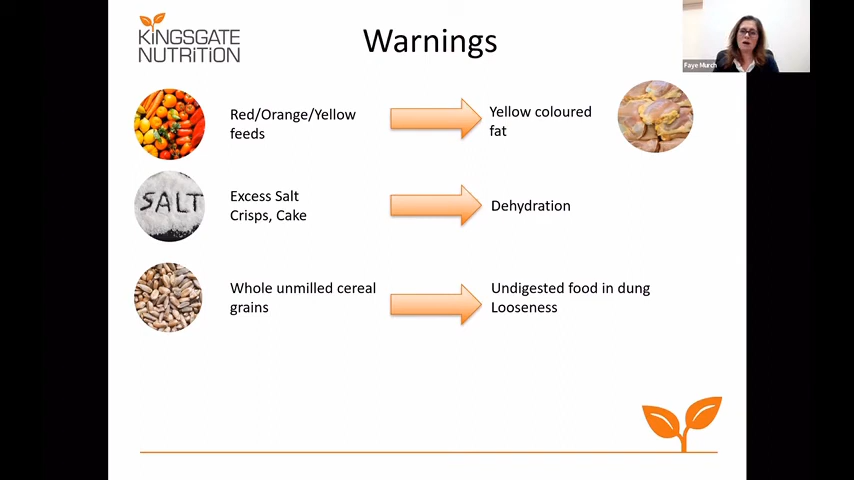 KiNGSGATE
NUTRiTiON
Warnings
Faye Murch
Red/Orange/Yellow
feeds
Yellow coloured
fat
SALT
Excess Salt
Crisps, Cake
Dehydration
Whole unmilled cereal
grains
Undigested food in dung
Looseness